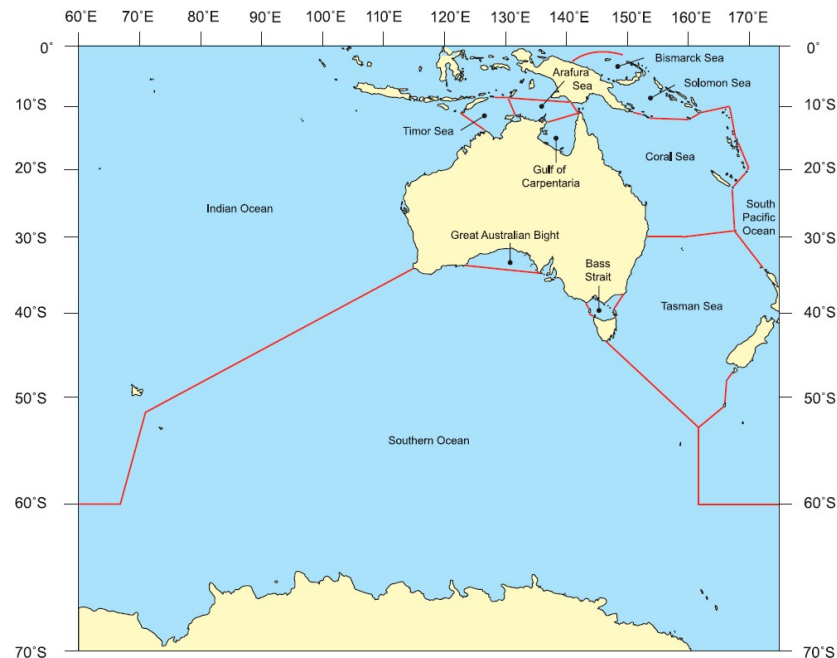 60˚E 70˚E 80˚E 90˚E 100˚E 110˚E 120˚E 130˚E 140˚E 150˚E 160˚E 170˚E
0˚ 0˚
Bismarck Sea
Arafura
Sea
Solomon Sea
10˚S 10˚S
Timor Sea
Coral Sea
Gulf of
Carpentaria
20˚S 20˚S
Indian Ocean
South
Pacific
Ocean
Great Australian Bight
30˚S 30˚S
Bass
Strait
Tasman Sea
40˚S 40˚S
50˚S 50˚S
Southern Ocean
60˚S 60˚S
70˚S 70˚S